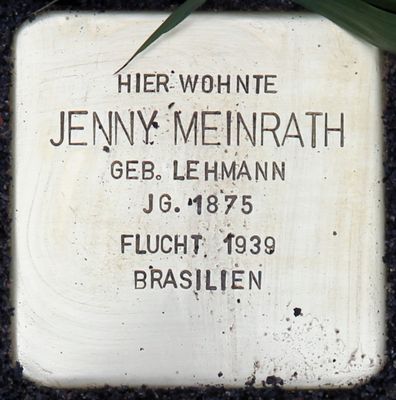 HIER WOHNTE
JENNY MEINRATH
GEB. LEHMANN
JG. 1875
FLUCHT 1939
BRASILIEN